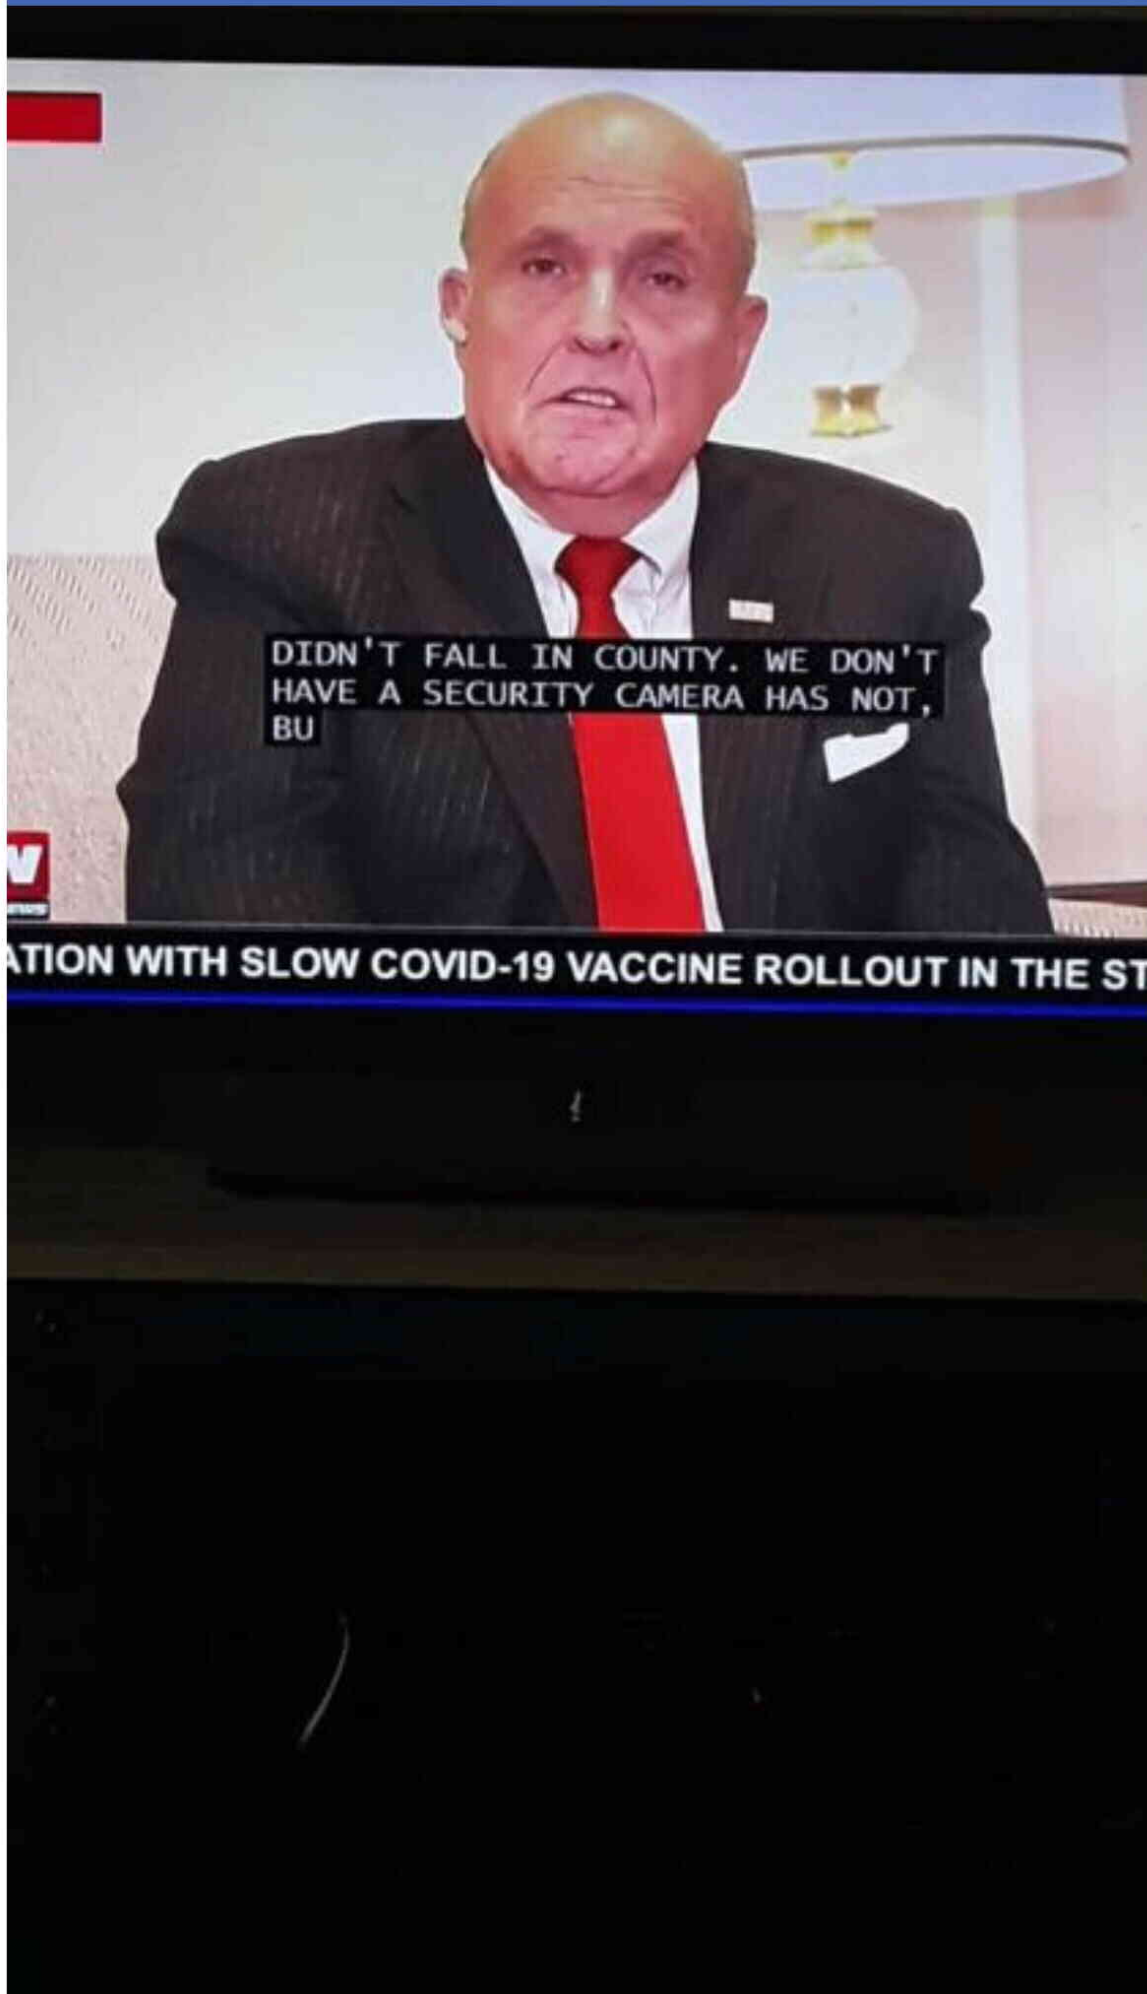 DIDN'T FALL IN COUNTY. WE DON'T
HAVE A SECURITY CAMERA HAS NOT,
BU
N
ATION WITH SLOW COVID-19 VACCINE ROLLOUT IN THE ST